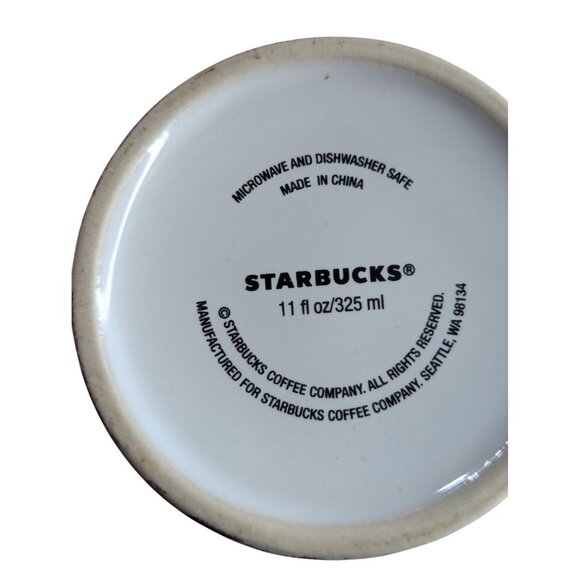 MICROWAVE AND DISHWASHER SAFE
MADE IN CHINA
STARBUCKS®
11 fl oz/325 ml
© STARBUCKS COFFEE COMPANY. ALL RIGHTS RESERVED.
MANUFACTURED FOR STARBUCKS COFFEE COMPANY. SEATTLE, WA 98134